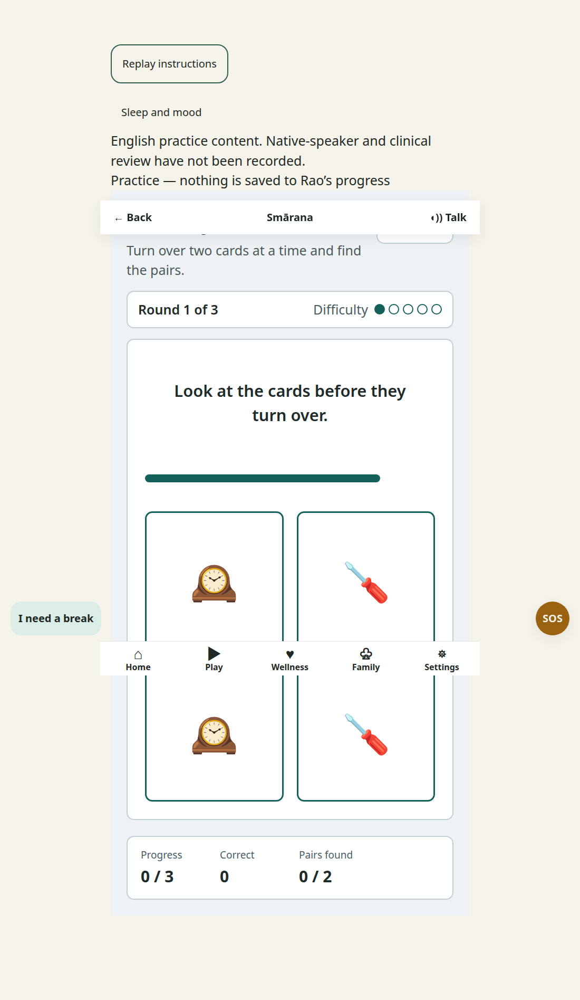 Replay instructions
Sleep and mood
English practice content. Native-speaker and clinical
review have not been recorded.
Practice — nothing is saved to Rao’s progress
← Back
Smārana
Talk
Turn over two cards at a time and find
the pairs.
Round 1 of 3
Difficulty
Look at the cards before they
turn over.
I need a break
SOS
Home
Play
Wellness
Family
Settings
Progress
Correct
Pairs found
0 / 3
0
0 / 2